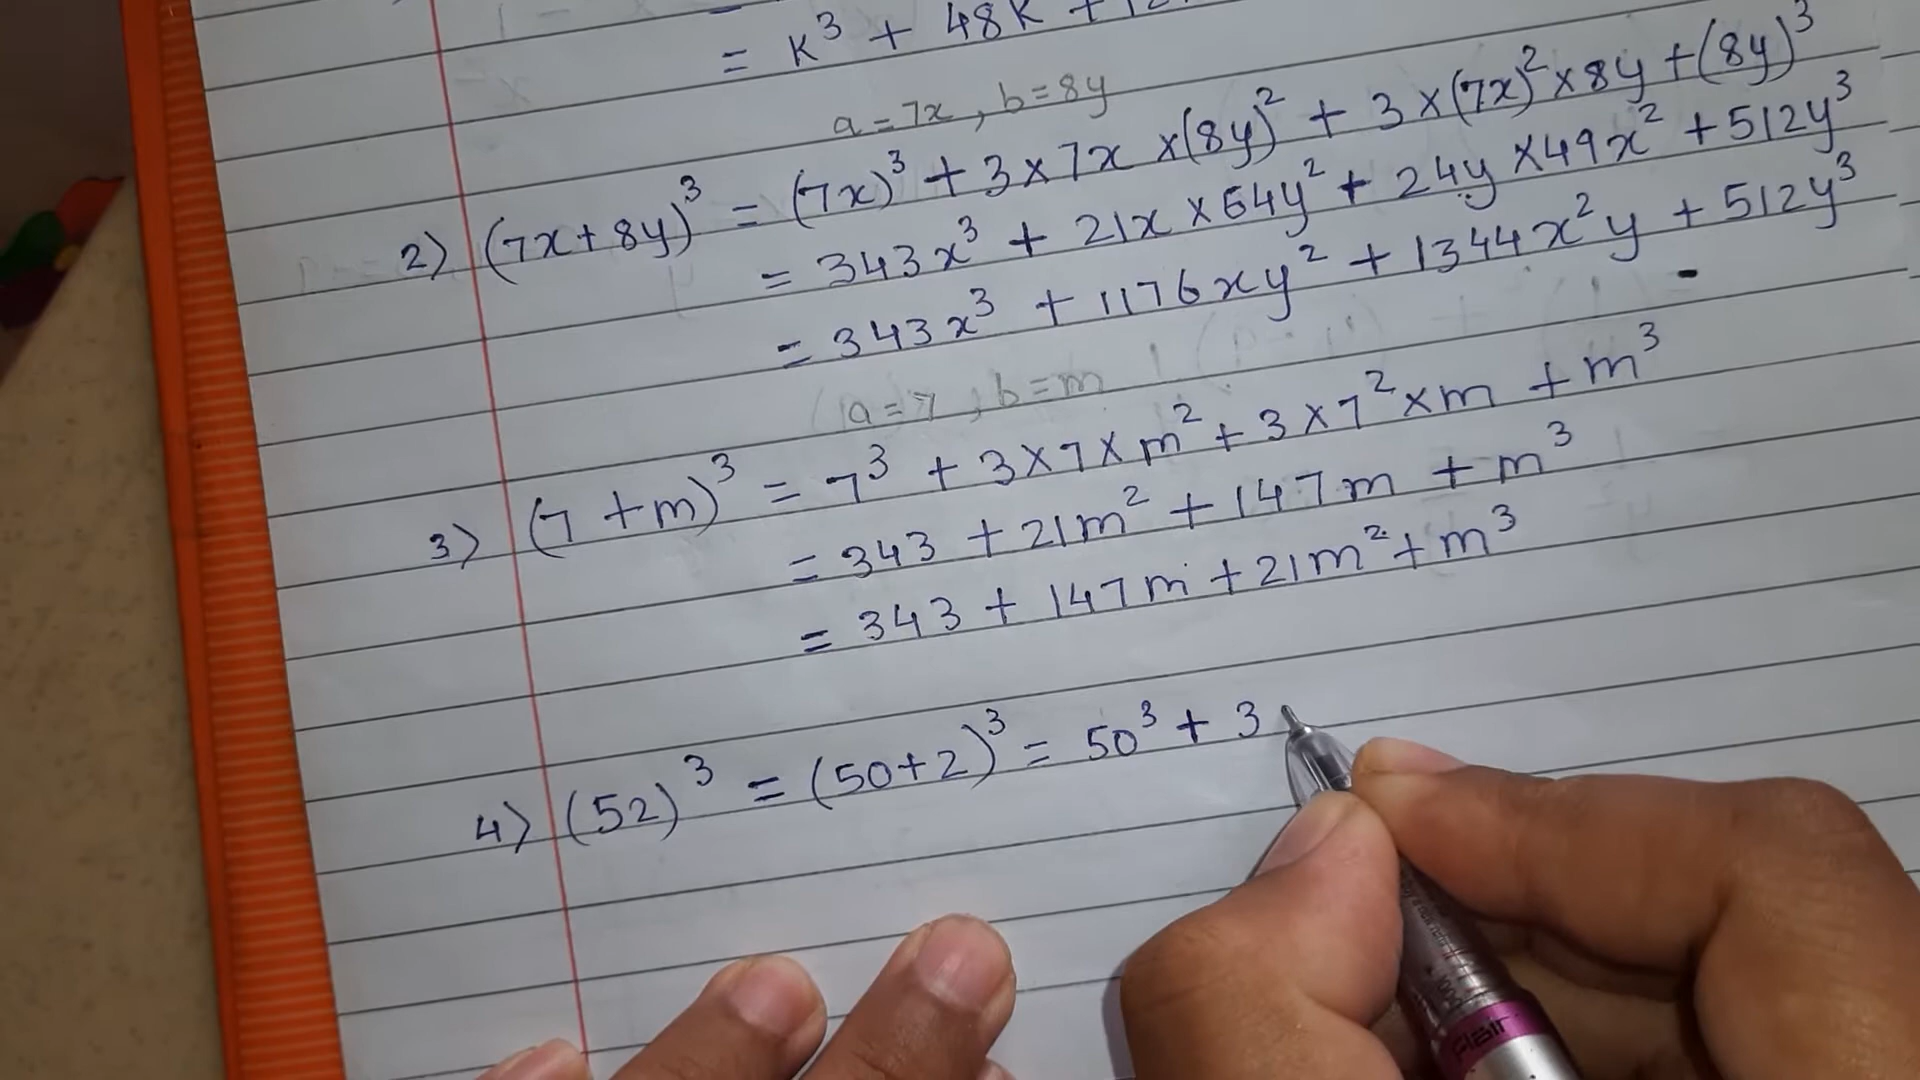 = k³ + 48k +
a = 7x, b = 8y
2) (7x + 8y)³ = (7x)³ + 3 × 7x × (8y)² + 3 × (7x)² × 8y + (8y)³
= 343x³ + 21x × 64y² + 24y × 49x² + 512y³
= 343x³ + 1176xy² + 1344x²y + 512y³
a = 7, b = m
3) (7 + m)³ = 7³ + 3 × 7 × m² + 3 × 7² × m + m³
= 343 + 21m² + 147m + m³
= 343 + 147m + 21m² + m³
4) (52)³ = (50 + 2)³ = 50³ + 3
Flair